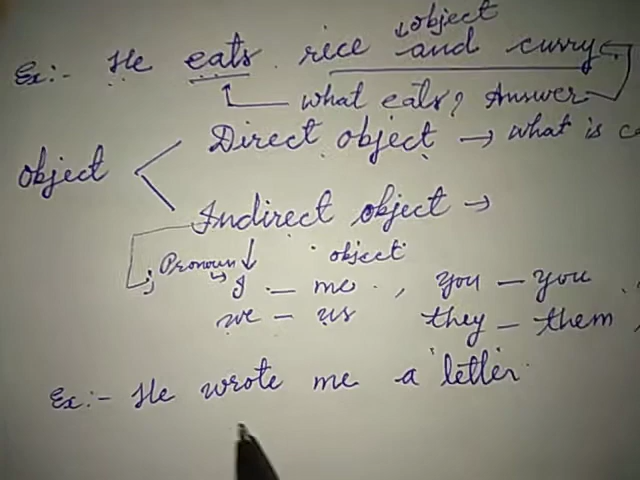 object
Ex:- He eats rice and curry
what eats? Answer
Direct object → what is
object
Indirect object →
Pronoun object
I - me, you - you
we - us they - them,
Ex:- He wrote me a letter